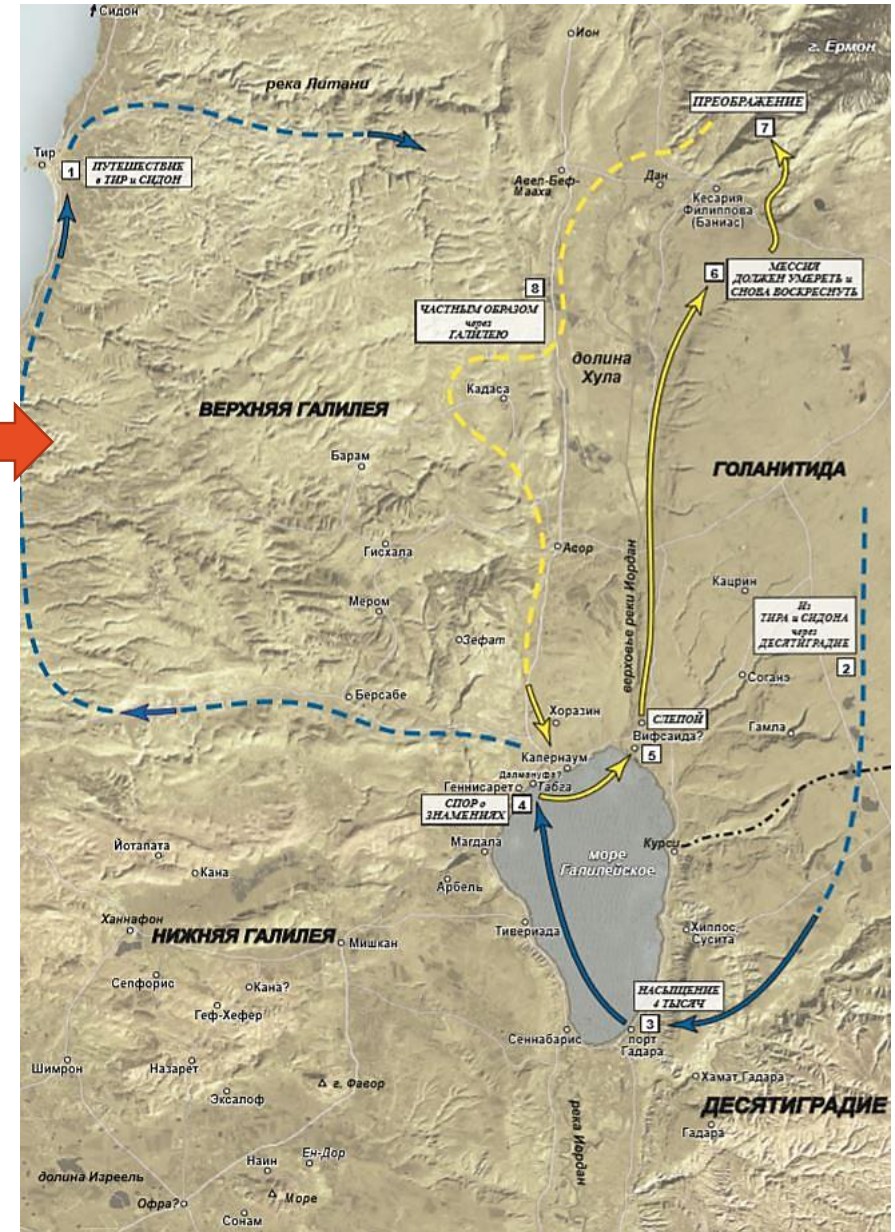 Сидон
Ион
г. Ермон
река Литани
ПРЕОБРАЖЕНИЕ
7
Тир
1
ПУТЕШЕСТВИЕ
в ТИР и СИДОН
Авел-Беф-
Мааха
Дан
Кесария
Филиппова
(Баниас)
6
МЕССИЯ
ДОЛЖЕН УМЕРЕТЬ и
СНОВА ВОСКРЕСНУТЬ
8
ЧАСТНЫМ ОБРАЗОМ
через
ГАЛИЛЕЮ
долина
Хула
Кадаса
ВЕРХНЯЯ ГАЛИЛЕЯ
Барам
ГОЛАНИТИДА
Гисхала
Асор
Кацрин
Мером
Из
ТИРА и СИДОНА
через
ДЕСЯТИГРАДИЕ
2
Зефат
верховье реки Иордан
Соганэ
Берсабе
Хоразин
СЛЕПОЙ
Гамла
Вифсаида?
5
Капернаум
Далмануфа?
Табга
Геннисарет
4
СПОР о
ЗНАМЕНИЯХ
Йотапата
Магдала
Курси
море
Галилейское
Кана
Арбель
Ханнафон
НИЖНЯЯ ГАЛИЛЕЯ
Мишкан
Тивериада
Хиппос,
Сусита
Сепфорис
Кана?
НАСЫЩЕНИЕ
4 ТЫСЯЧ
Геф-Хефер
3
Сеннабарис
порт
Гадара
Шимрон
Назарет
г. Фавор
Хамат Гадара
Эксалоф
ДЕСЯТИГРАДИЕ
река Иордан
Гадара
Ен-Дор
Наин
долина Изреель
Море
Офра?
Сонам